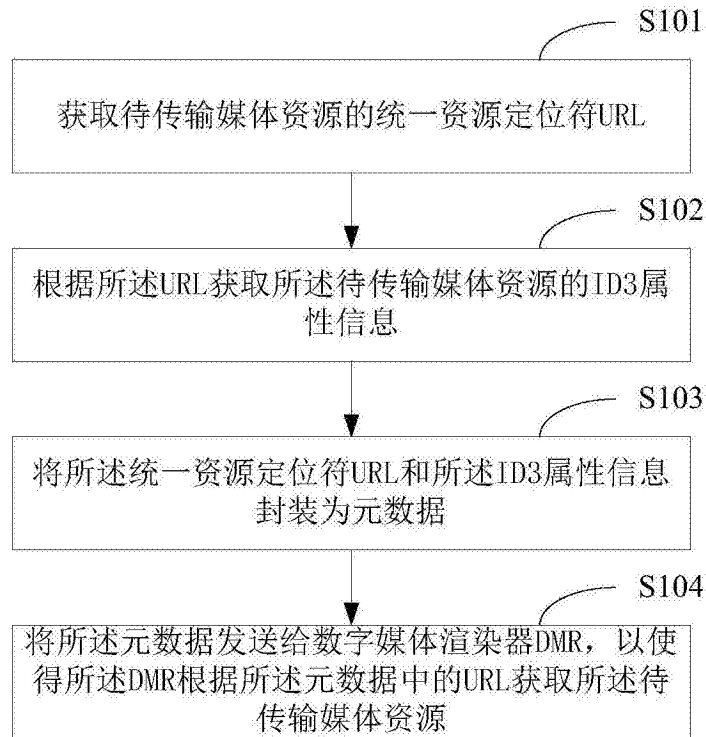 S101
获取待传输媒体资源的统一资源定位符URL
S102
根据所述URL获取所述待传输媒体资源的ID3属
性信息
S103
将所述统一资源定位符URL和所述ID3属性信息
封装为元数据
S104
将所述元数据发送给数字媒体渲染器DMR，以使
得所述DMR根据所述元数据中的URL获取所述待
传输媒体资源